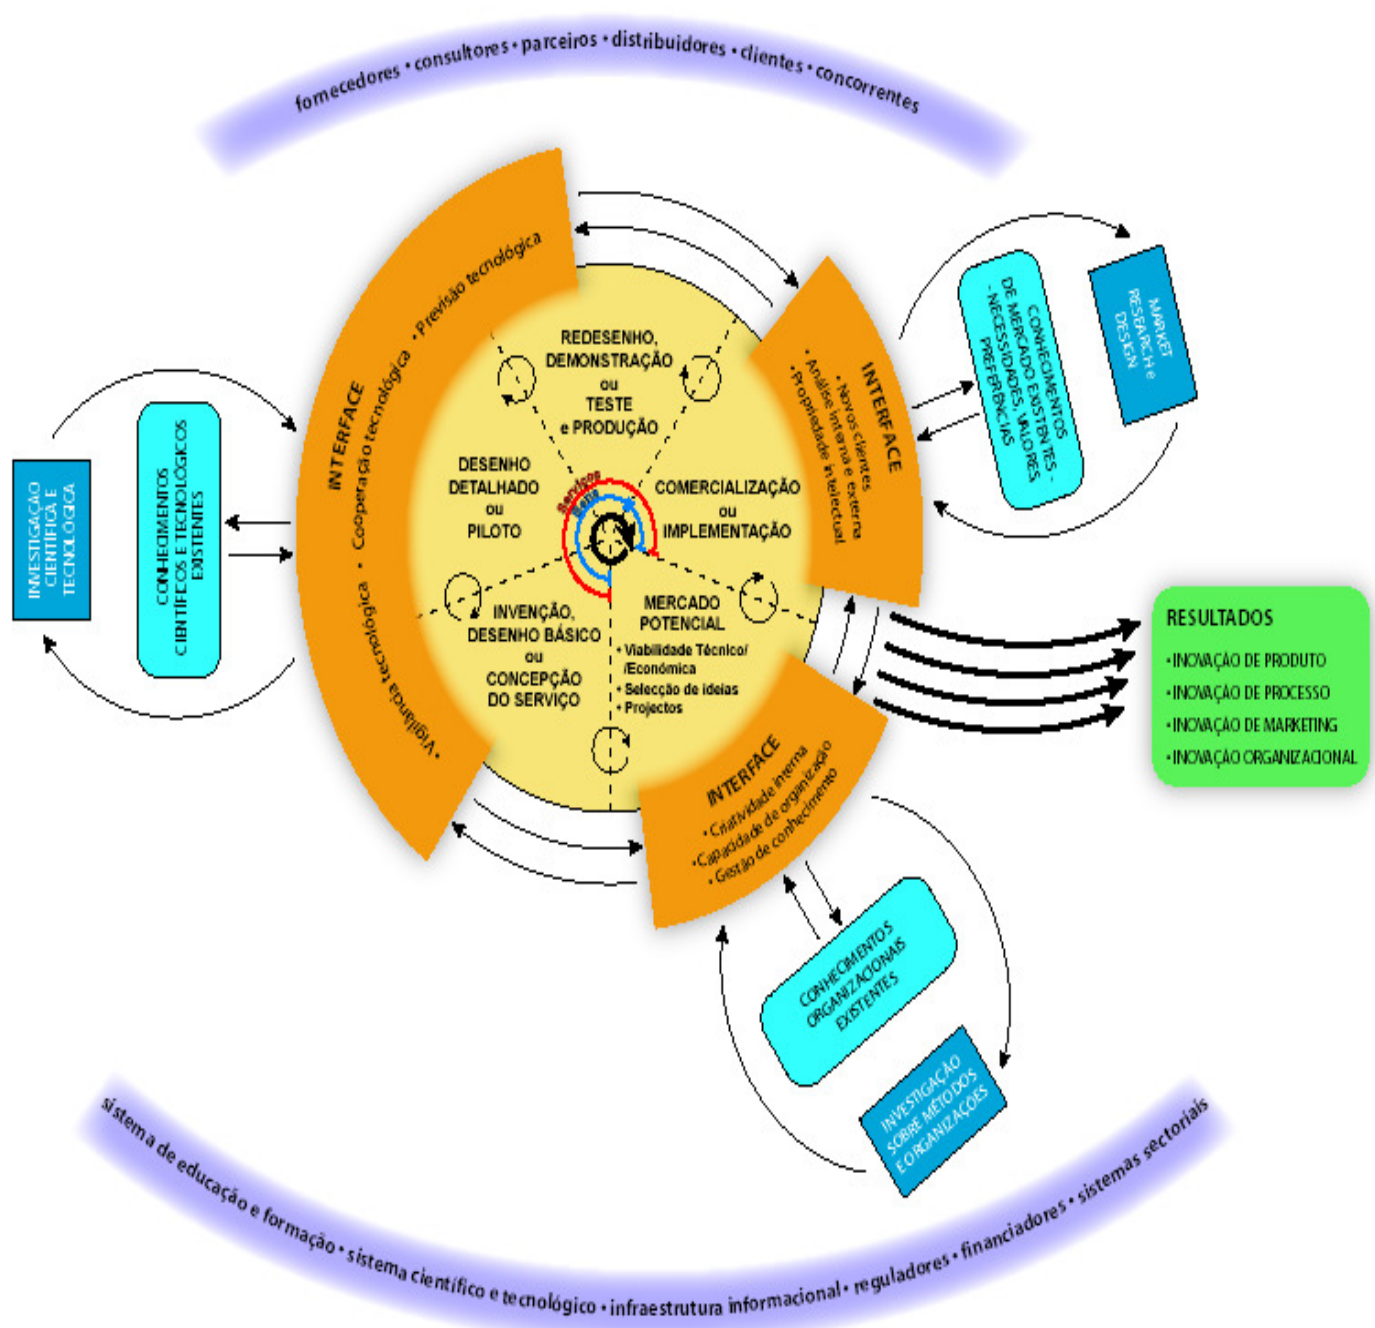 fornecedores • consultores • parceiros • distribuidores • clientes • concorrentes
INTERFACE
• Vigilância tecnológica • Cooperação tecnológica • Previsão tecnológica
INVESTIGAÇÃO
CIENTÍFICA E
TECNOLÓGICA
CONHECIMENTOS
CIENTÍFICOS E TECNOLÓGICOS
EXISTENTES
REDESENHO,
DEMONSTRAÇÃO
ou
TESTE
e PRODUÇÃO
DESENHO
DETALHADO
ou
PILOTO
Serviços
Bens
COMERCIALIZAÇÃO
ou
IMPLEMENTAÇÃO
INVENÇÃO,
DESENHO BÁSICO
ou
CONCEPÇÃO
DO SERVIÇO
MERCADO
POTENCIAL
• Viabilidade Técnico/
/Económica
• Selecção de ideias
• Projectos
INTERFACE
• Novos clientes
• Análise interna e externa
• Propriedade intelectual
CONHECIMENTOS
DE MERCADO EXISTENTES -
- NECESSIDADES, VALORES,
PREFERÊNCIAS
MARKET
RESEARCH e
DESIGN
RESULTADOS
• INOVAÇÃO DE PRODUTO
• INOVAÇÃO DE PROCESSO
• INOVAÇÃO DE MARKETING
• INOVAÇÃO ORGANIZACIONAL
INTERFACE
• Criatividade interna
• Capacidade de organização
• Gestão de conhecimento
CONHECIMENTOS
ORGANIZACIONAIS
EXISTENTES
INVESTIGAÇÃO
SOBRE MÉTODOS
E ORGANIZAÇÕES
sistema de educação e formação • sistema científico e tecnológico • infraestrutura informacional • reguladores • financiadores • sistemas sectoriais